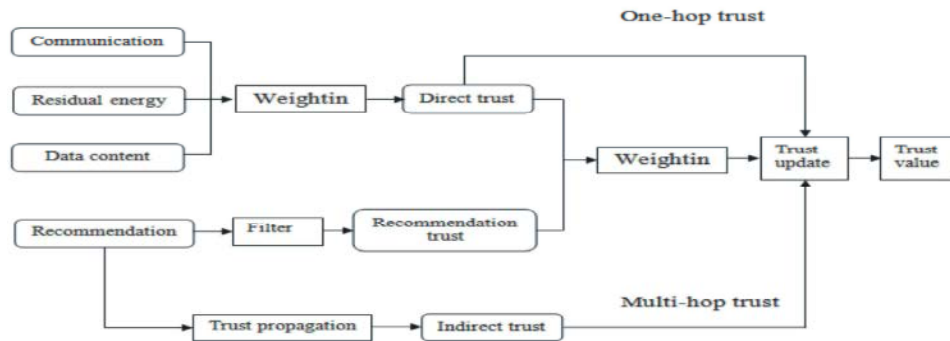 One-hop trust
Communication
Residual energy
Weightin
Direct trust
Data content
Weightin
Trust
update
Trust
value
Recommendation
Filter
Recommendation
trust
Multi-hop trust
Trust propagation
Indirect trust